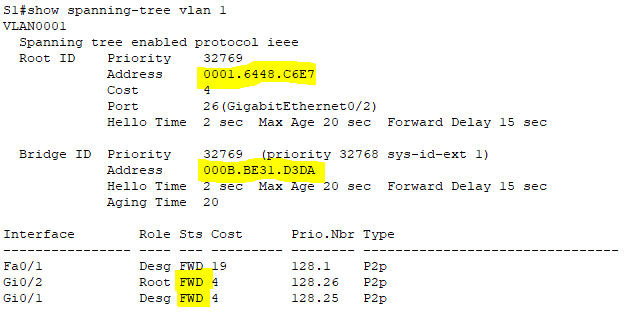 S1#show spanning-tree vlan 1
VLAN0001
Spanning tree enabled protocol ieee
Root ID Priority 32769
Address 0001.6448.C6E7
Cost 4
Port 26(GigabitEthernet0/2)
Hello Time 2 sec Max Age 20 sec Forward Delay 15 sec
Bridge ID Priority 32769 (priority 32768 sys-id-ext 1)
Address 000B.BE31.D3DA
Hello Time 2 sec Max Age 20 sec Forward Delay 15 sec
Aging Time 20
Interface Role Sts Cost Prio.Nbr Type
---------------- ---- --- --------- -------- --------------------------------
Fa0/1 Desg FWD 19 128.1 P2p
Gi0/2 Root FWD 4 128.26 P2p
Gi0/1 Desg FWD 4 128.25 P2p